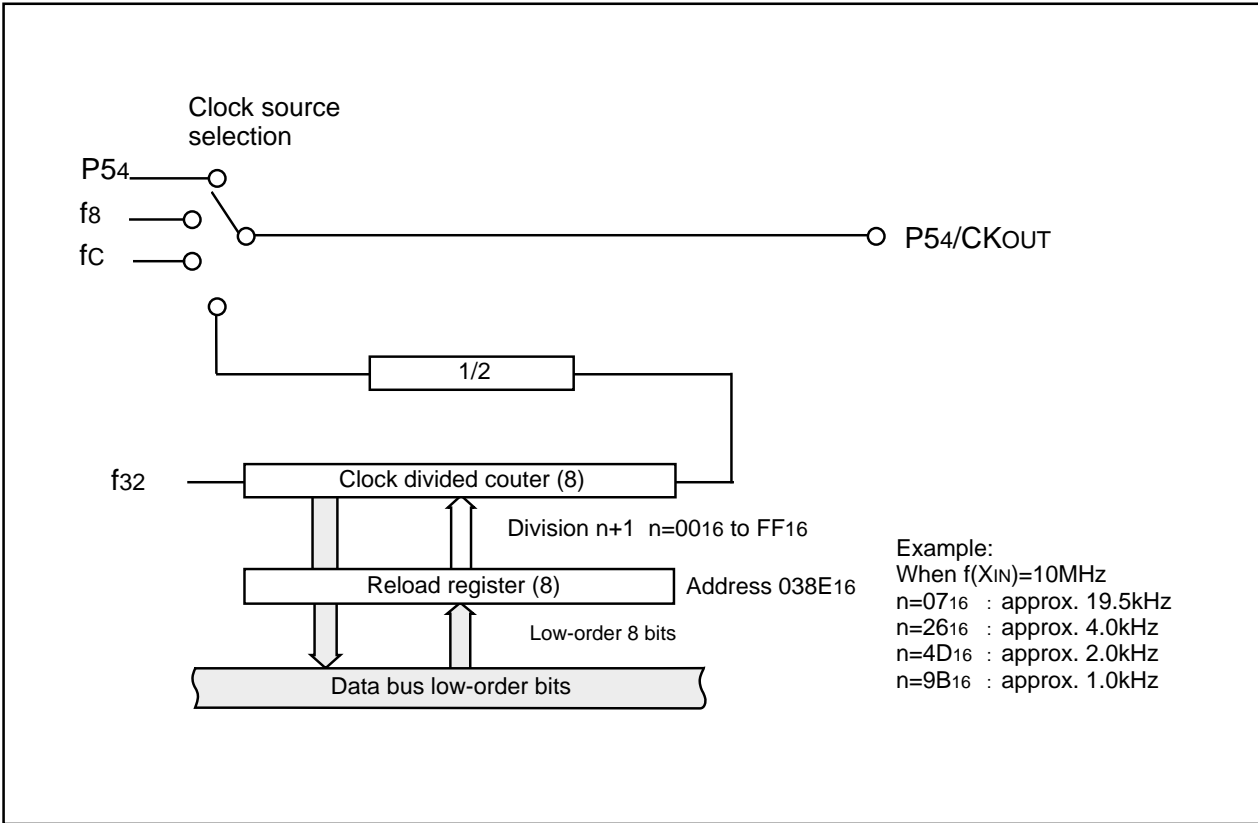 Clock source
selection
P54
f8
fC
P54/CKOUT
1/2
f32
Clock divided couter (8)
Division n+1 n=0016 to FF16
Reload register (8)
Address 038E16
Low-order 8 bits
Data bus low-order bits
Example:
When f(XIN)=10MHz
n=0716 : approx. 19.5kHz
n=2616 : approx. 4.0kHz
n=4D16 : approx. 2.0kHz
n=9B16 : approx. 1.0kHz